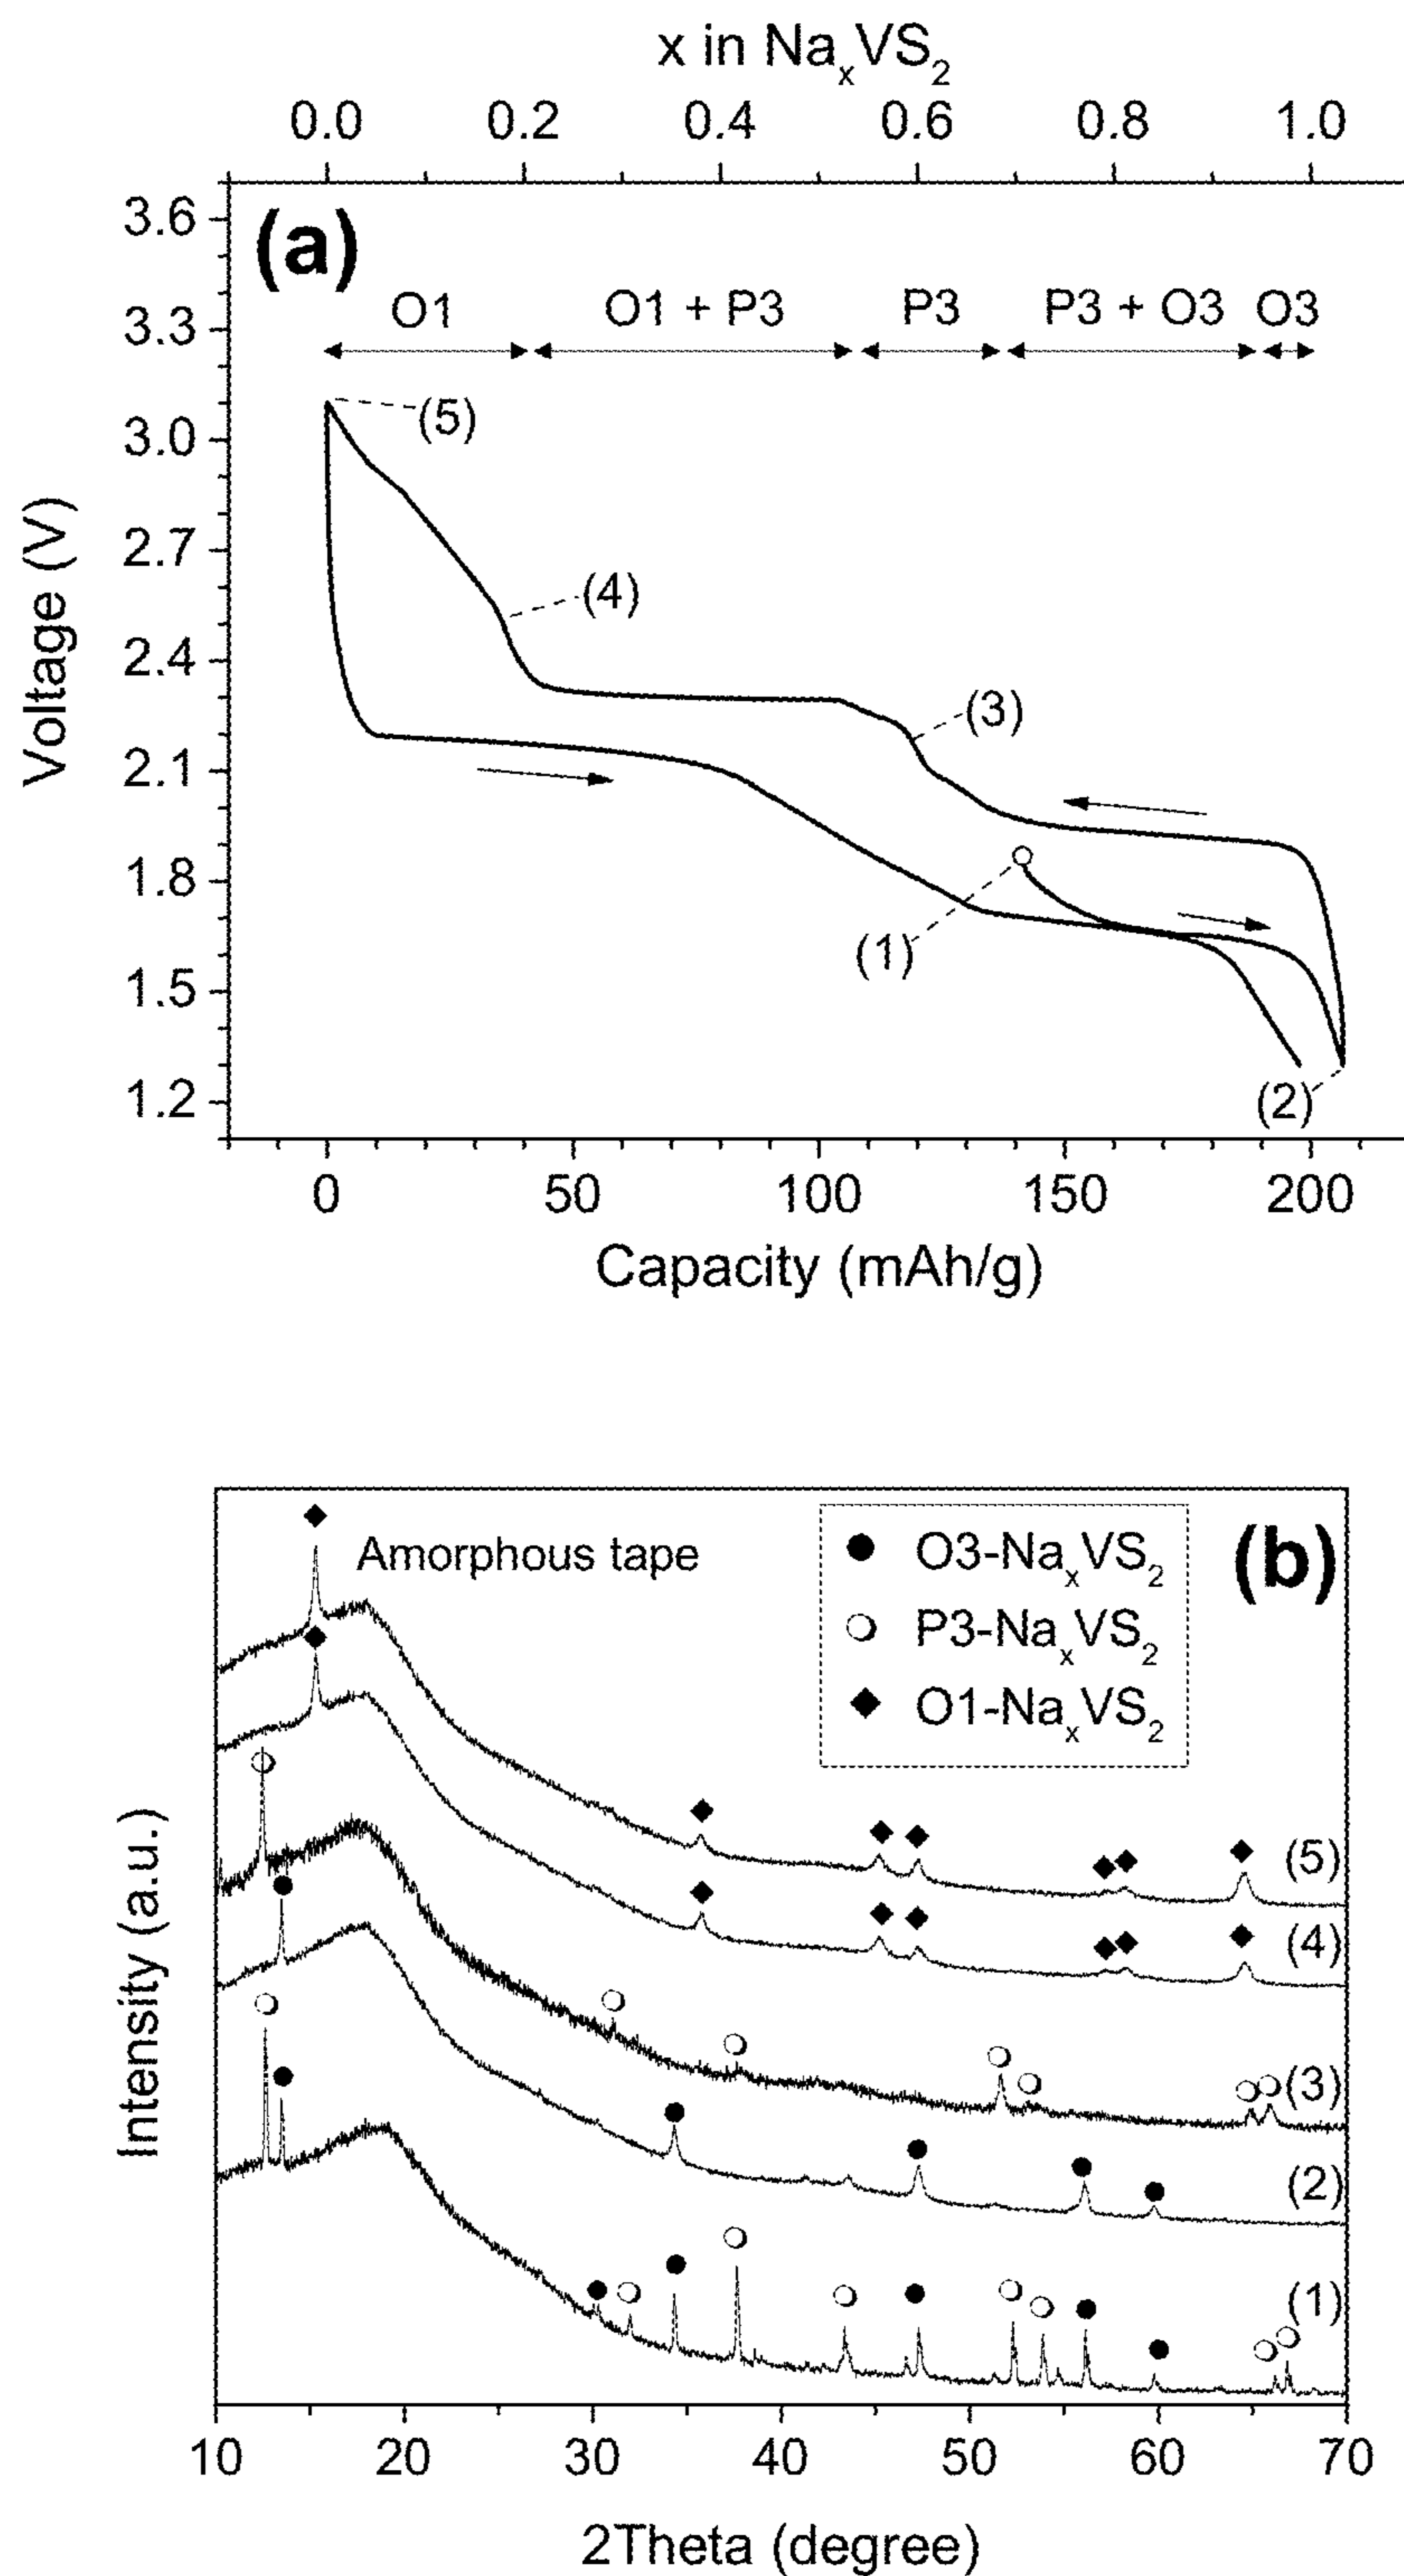 x in NaₓVS₂
0.0 0.2 0.4 0.6 0.8 1.0
(a)
O1 O1 + P3 P3 P3 + O3 O3
3.6
3.3
3.0
2.7
2.4
2.1
1.8
1.5
1.2
Voltage (V)
(5)
(4)
(3)
(1)
(2)
0 50 100 150 200
Capacity (mAh/g)
(b)
Amorphous tape
O3-NaₓVS₂
P3-NaₓVS₂
O1-NaₓVS₂
(5)
(4)
(3)
(2)
(1)
Intensity (a.u.)
10 20 30 40 50 60 70
2Theta (degree)